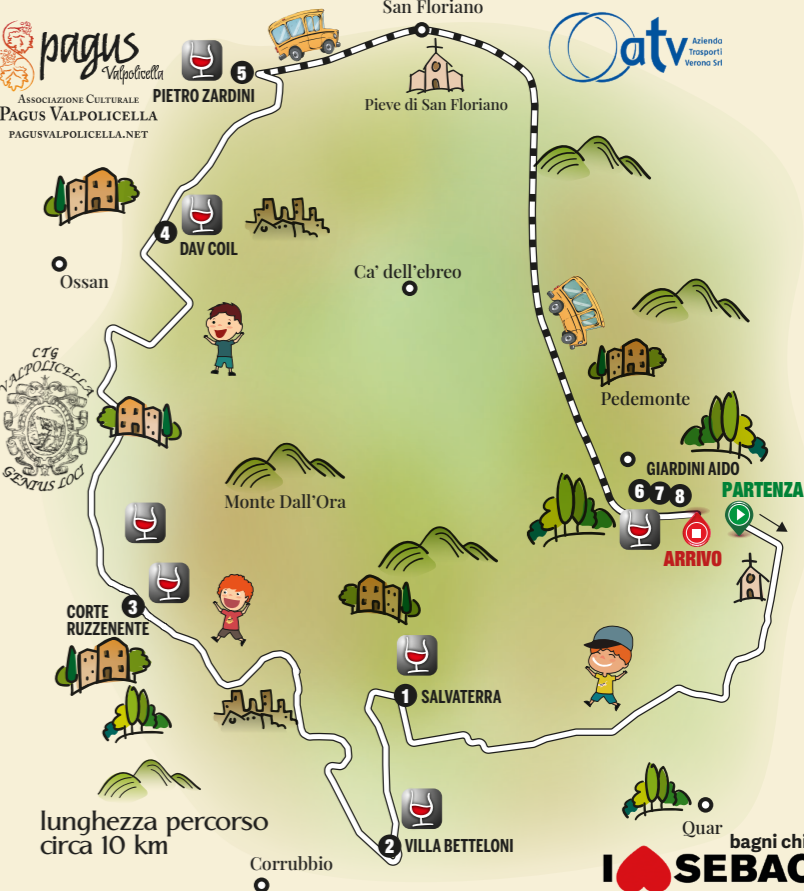 San Floriano
pagus
Valpolicella
ASSOCIAZIONE CULTURALE
PAGUS VALPOLICELLA
PAGUSVALPOLICELLA.NET
atv
Azienda
Trasporti
Verona Srl
5
PIETRO ZARDINI
Pieve di San Floriano
4
DAV COIL
Ossan
Ca' dell'ebreo
CTG
VALPOLICELLA
GENIUS LOCI
Pedemonte
GIARDINI AIDO
6 7 8
PARTENZA
ARRIVO
Monte Dall'Ora
3
CORTE
RUZZENENTE
1 SALVATERRA
2 VILLA BETTELONI
lunghezza percorso
circa 10 km
Corrubbio
Quar
bagni chi
I SEBAC